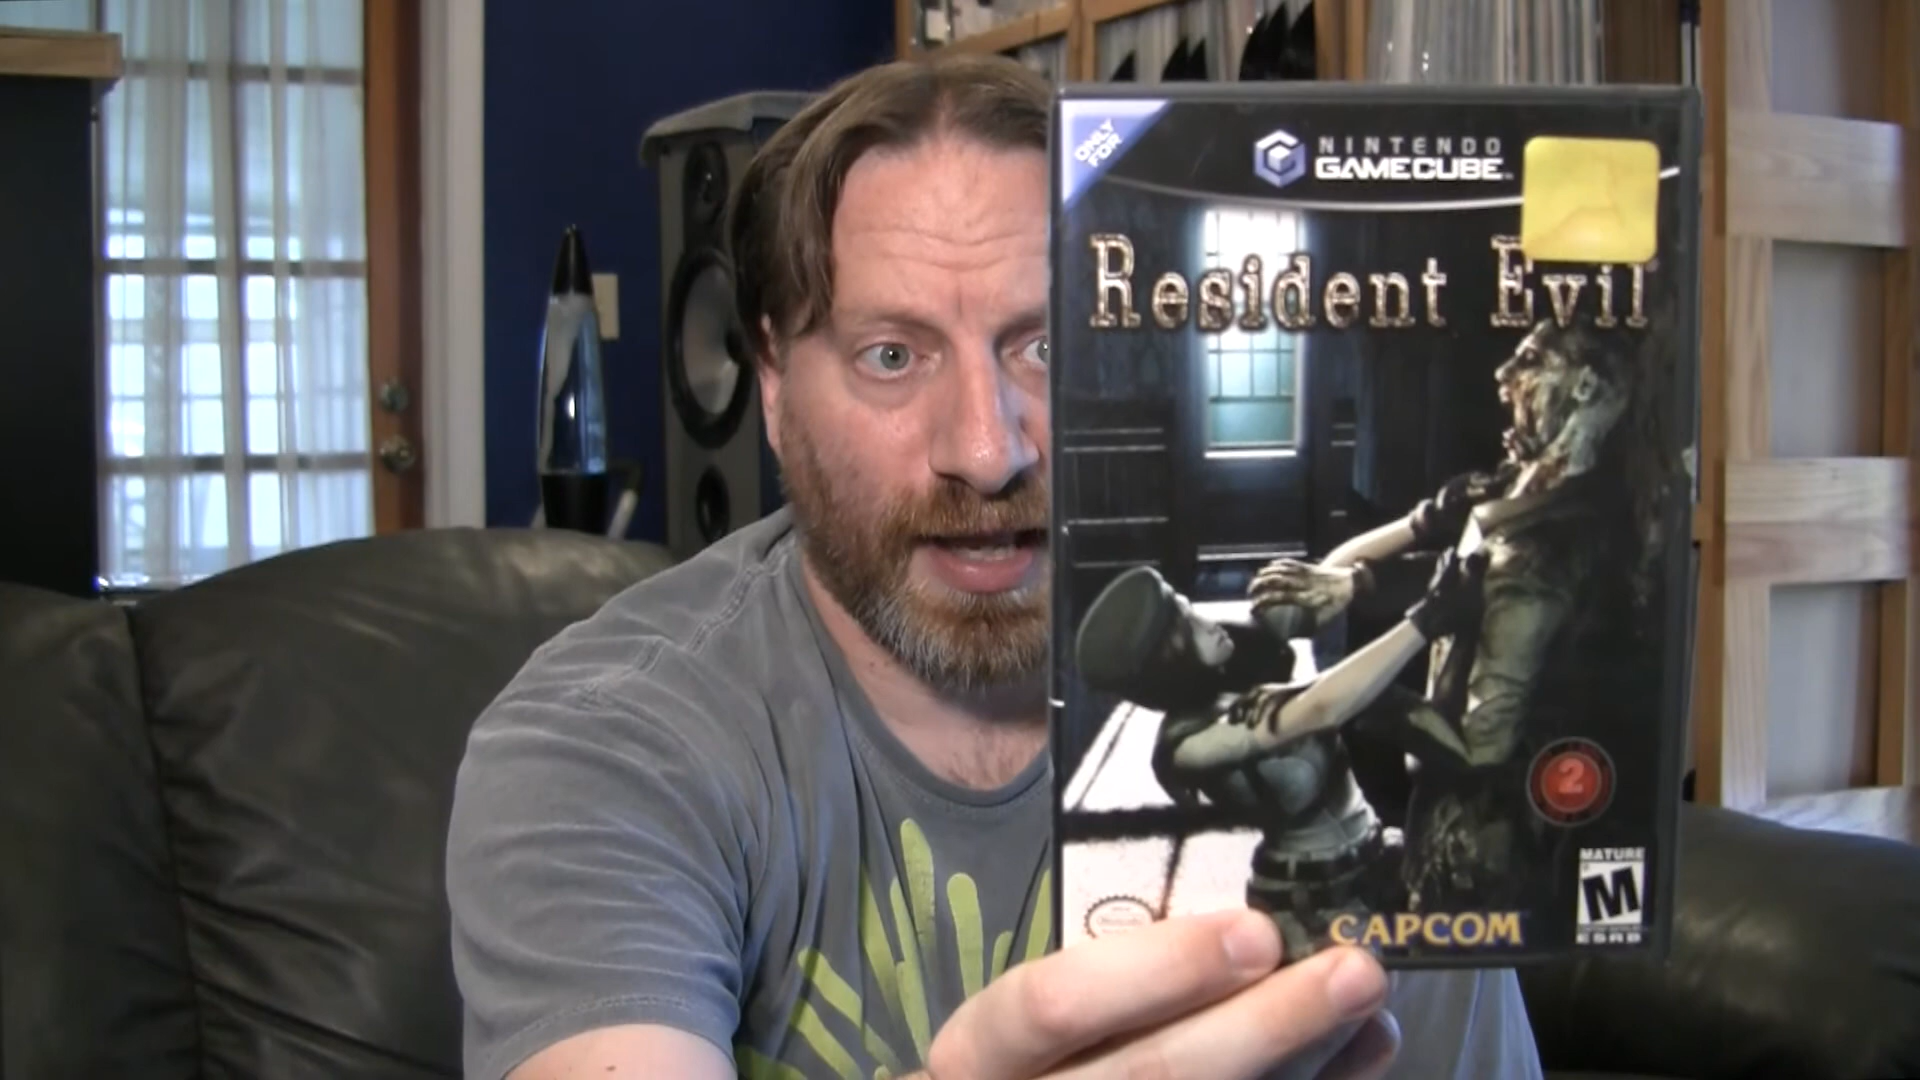 ONLY
FOR
NINTENDO
GAMECUBE
Resident Evil
2
MATURE
M
CAPCOM
ESRB